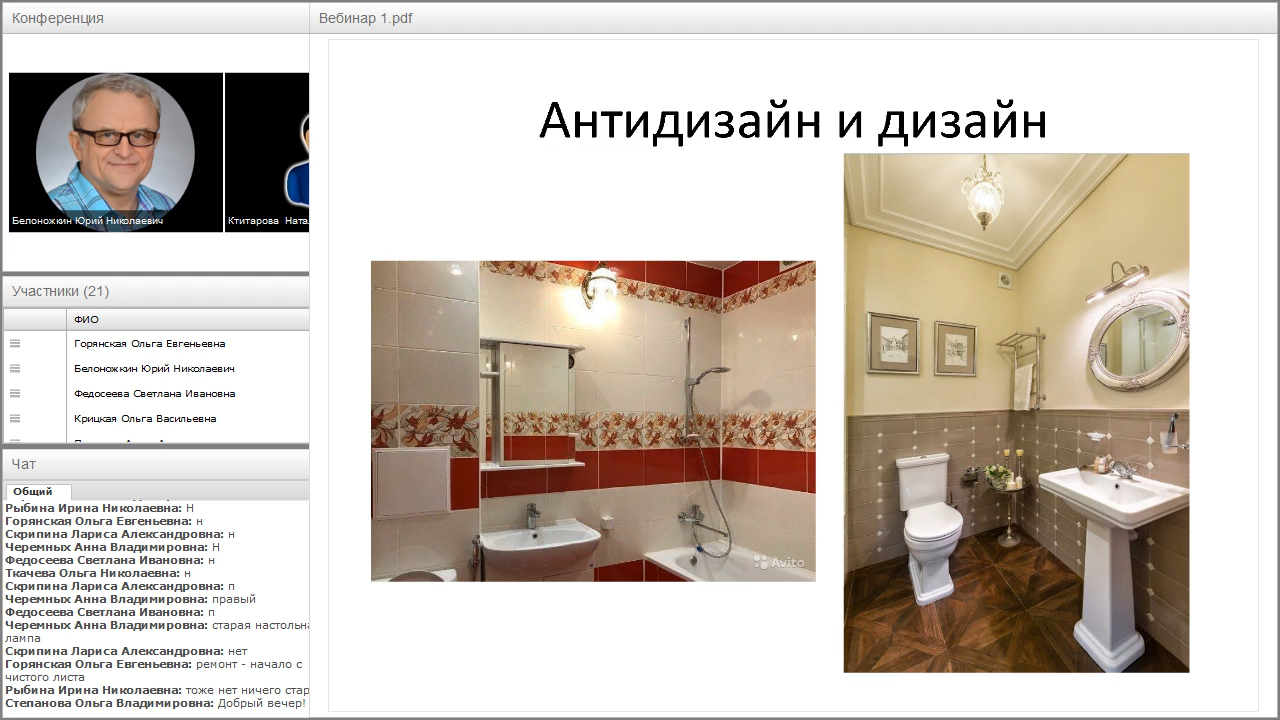 Конференция
Вебинар 1.pdf
Белоножкин Юрий Николаевич
Ктитарова Ната
Участники (21)
ФИО
Горянская Ольга Евгеньевна
Белоножкин Юрий Николаевич
Федосеева Светлана Ивановна
Крицкая Ольга Васильевна
Чат
Общий
Рыбина Ирина Николаевна: Н
Горянская Ольга Евгеньевна: н
Скрипина Лариса Александровна: н
Черемных Анна Владимировна: Н
Федосеева Светлана Ивановна: н
Ткачева Ольга Николаевна: н
Скрипина Лариса Александровна: п
Черемных Анна Владимировна: правый
Федосеева Светлана Ивановна: п
Черемных Анна Владимировна: старая настольна
лампа
Скрипина Лариса Александровна: нет
Горянская Ольга Евгеньевна: ремонт - начало с
чистого листа
Рыбина Ирина Николаевна: тоже нет ничего стар
Степанова Ольга Владимировна: Добрый вечер!
Антидизайн и дизайн
Avito